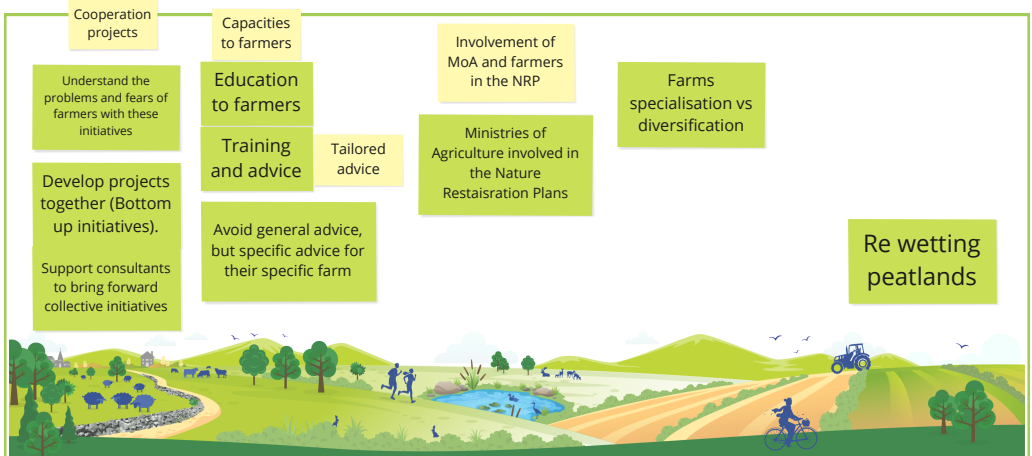 Cooperation
projects
Understand the
problems and fears of
farmers with these
initiatives
Develop projects
together (Bottom
up initiatives).
Support consultants
to bring forward
collective initiatives
Capacities
to farmers
Education
to farmers
Training
and advice
Tailored
advice
Avoid general advice,
but specific advice for
their specific farm
Involvement of
MoA and farmers
in the NRP
Ministries of
Agriculture involved in
the Nature
Restaisration Plans
Farms
specialisation vs
diversification
Re wetting
peatlands